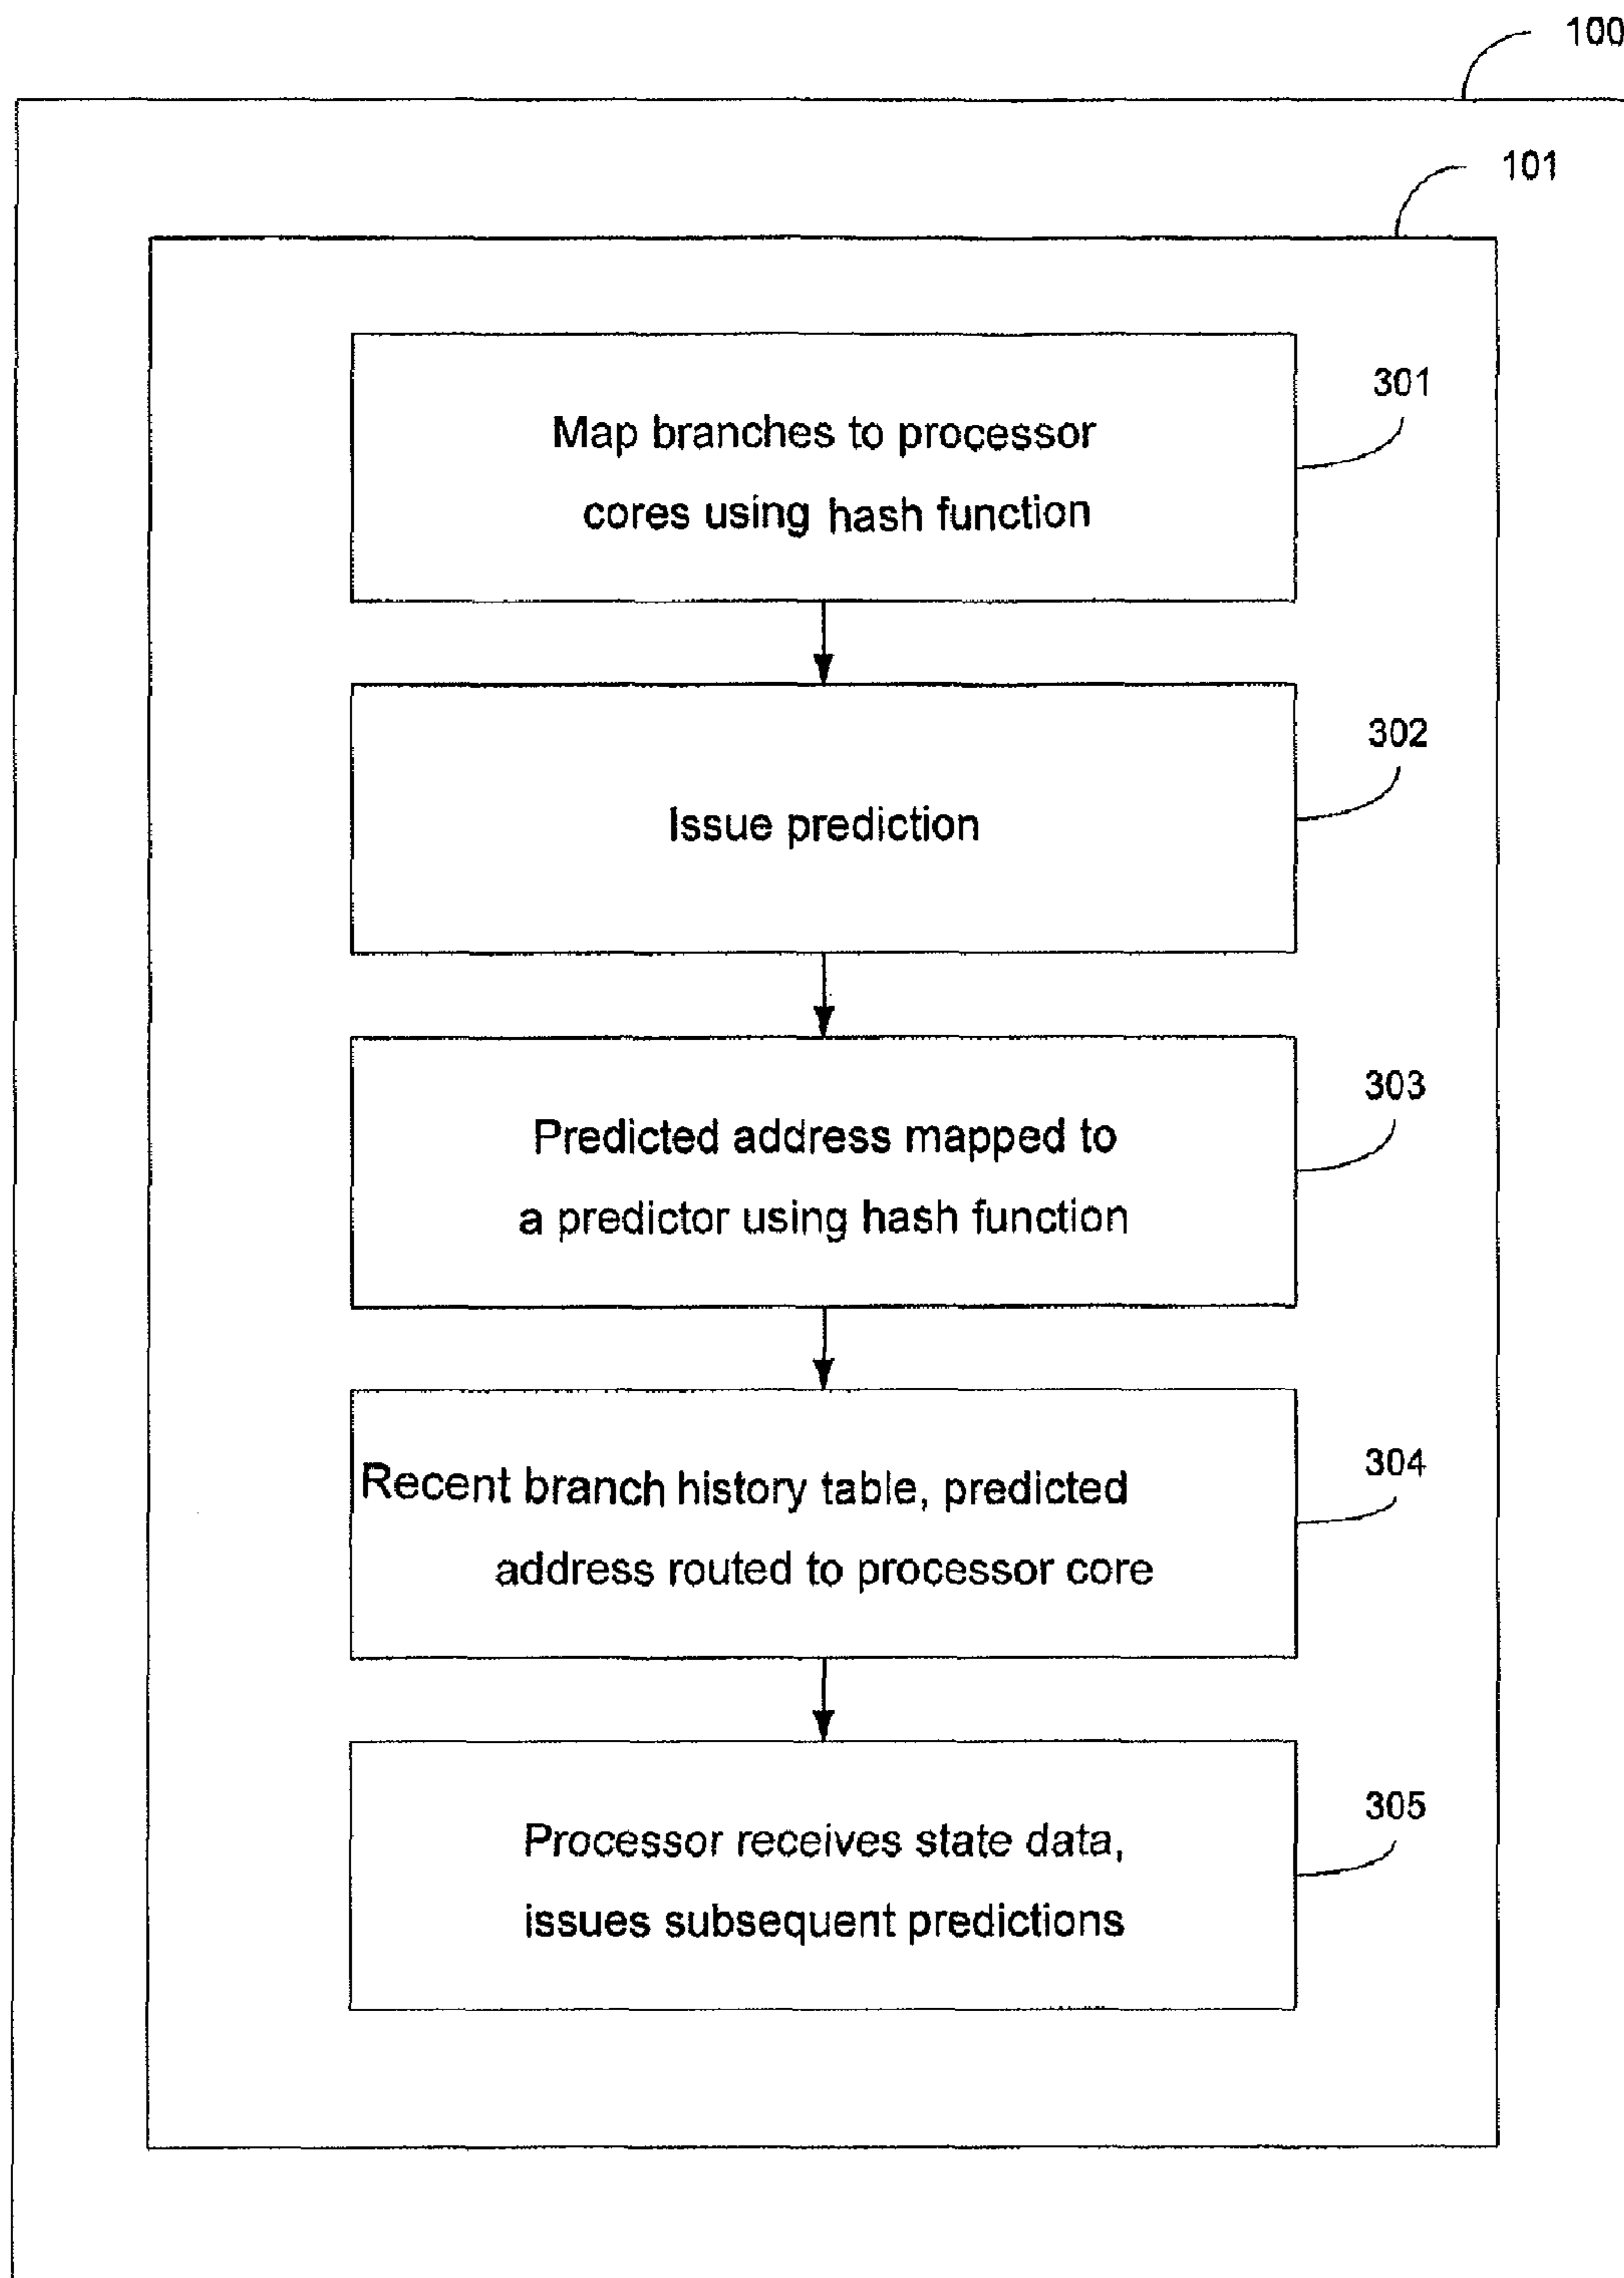 100
101
Map branches to processor
cores using hash function
301
Issue prediction
302
Predicted address mapped to
a predictor using hash function
303
Recent branch history table, predicted
address routed to processor core
304
Processor receives state data,
issues subsequent predictions
305